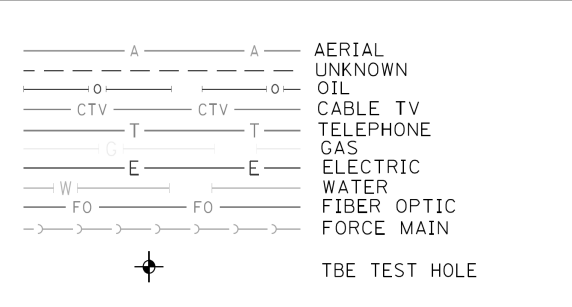 A A AERIAL
UNKNOWN
O O OIL
CTV CTV CABLE TV
T T TELEPHONE
G GAS
E E ELECTRIC
W WATER
FO FO FIBER OPTIC
FORCE MAIN
TBE TEST HOLE